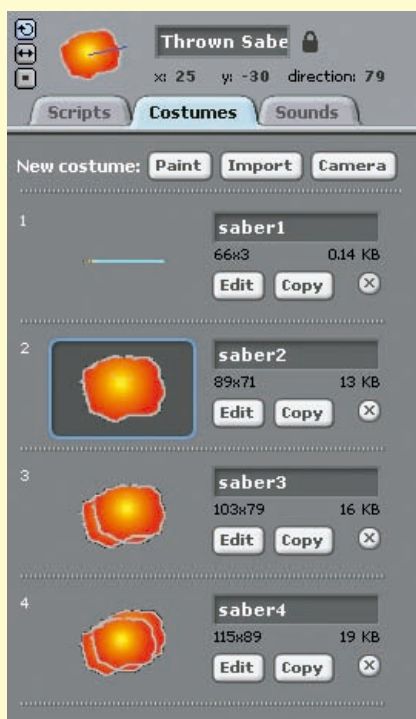 Thrown Sabe
x: 25 y: -30 direction: 79
Scripts Costumes Sounds
New costume: Paint Import Camera
1
saber1
66x3 0.14 KB
Edit Copy
2
saber2
89x71 13 KB
Edit Copy
3
saber3
103x79 16 KB
Edit Copy
4
saber4
115x89 19 KB
Edit Copy